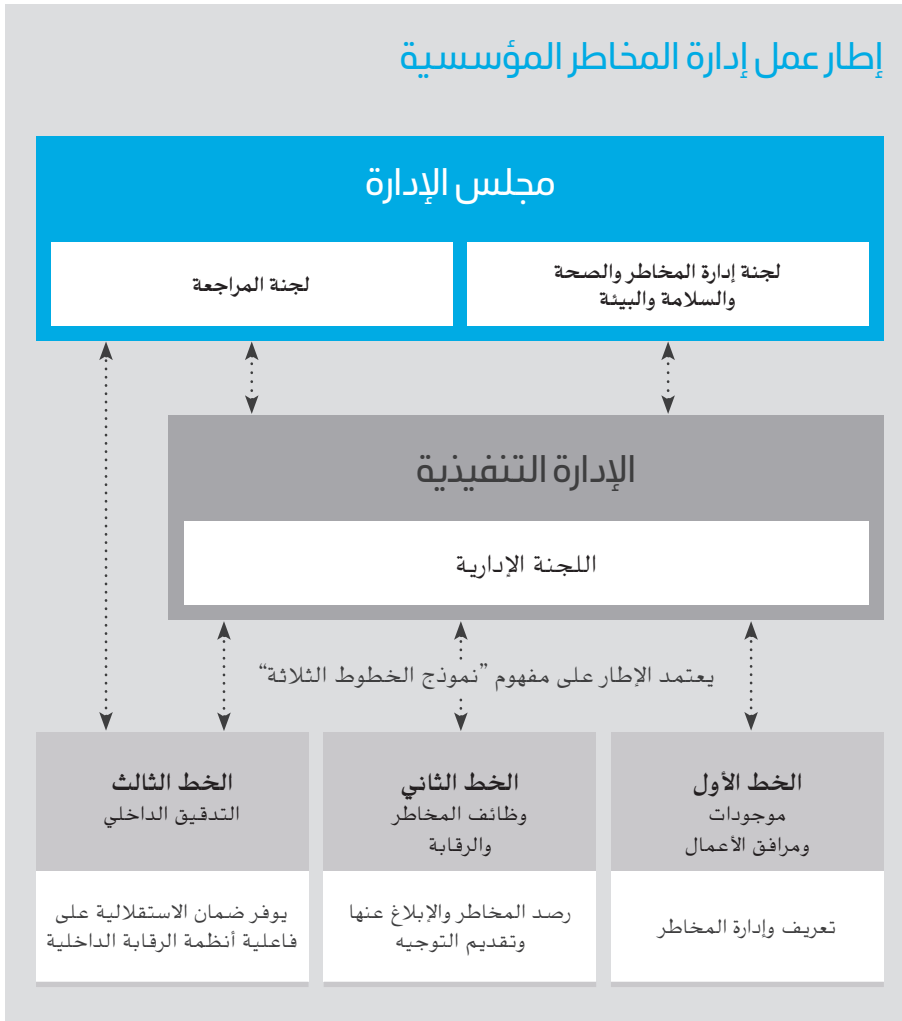 إطار عمل إدارة المخاطر المؤسسية
مجلس الإدارة
لجنة إدارة المخاطر والصحة
والسلامة والبيئة
لجنة المراجعة
الإدارة التنفيذية
اللجنة الإدارية
يعتمد الإطار على مفهوم ”نموذج الخطوط الثلاثة“
الخط الأول
موجودات
ومرافق الأعمال
تعريف وإدارة المخاطر
الخط الثاني
وظائف المخاطر
والرقابة
رصد المخاطر والإبلاغ عنها
وتقديم التوجيه
الخط الثالث
التدقيق الداخلي
يوفر ضمان الاستقلالية على
فاعلية أنظمة الرقابة الداخلية